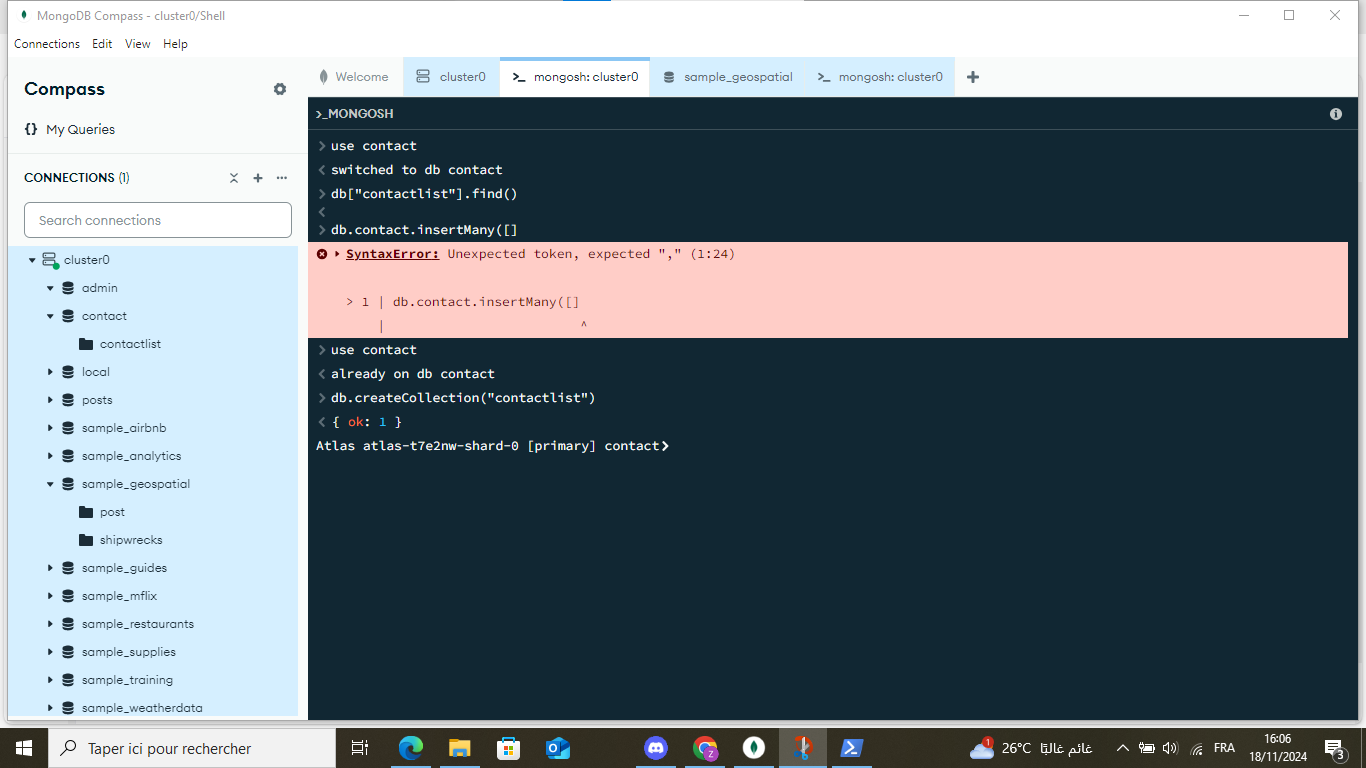 MongoDB Compass - cluster0/Shell
Connections Edit View Help
Compass
{} My Queries
CONNECTIONS (1)
Search connections
cluster0
admin
contact
contactlist
local
posts
sample_airbnb
sample_analytics
sample_geospatial
post
shipwrecks
sample_guides
sample_mflix
sample_restaurants
sample_supplies
sample_training
sample_weatherdata
Welcome cluster0 >_ mongosh: cluster0 sample_geospatial >_ mongosh: cluster0 +
>_MONGOSH
> use contact
< switched to db contact
> db["contactlist"].find()
<
> db.contact.insertMany([]
SyntaxError: Unexpected token, expected "," (1:24)
> 1 | db.contact.insertMany([]
| ^
> use contact
< already on db contact
> db.createCollection("contactlist")
< { ok: 1 }
Atlas atlas-t7e2nw-shard-0 [primary] contact>
Taper ici pour rechercher
z
1
26°C غائم غالبًا
FRA
16:06
18/11/2024
3